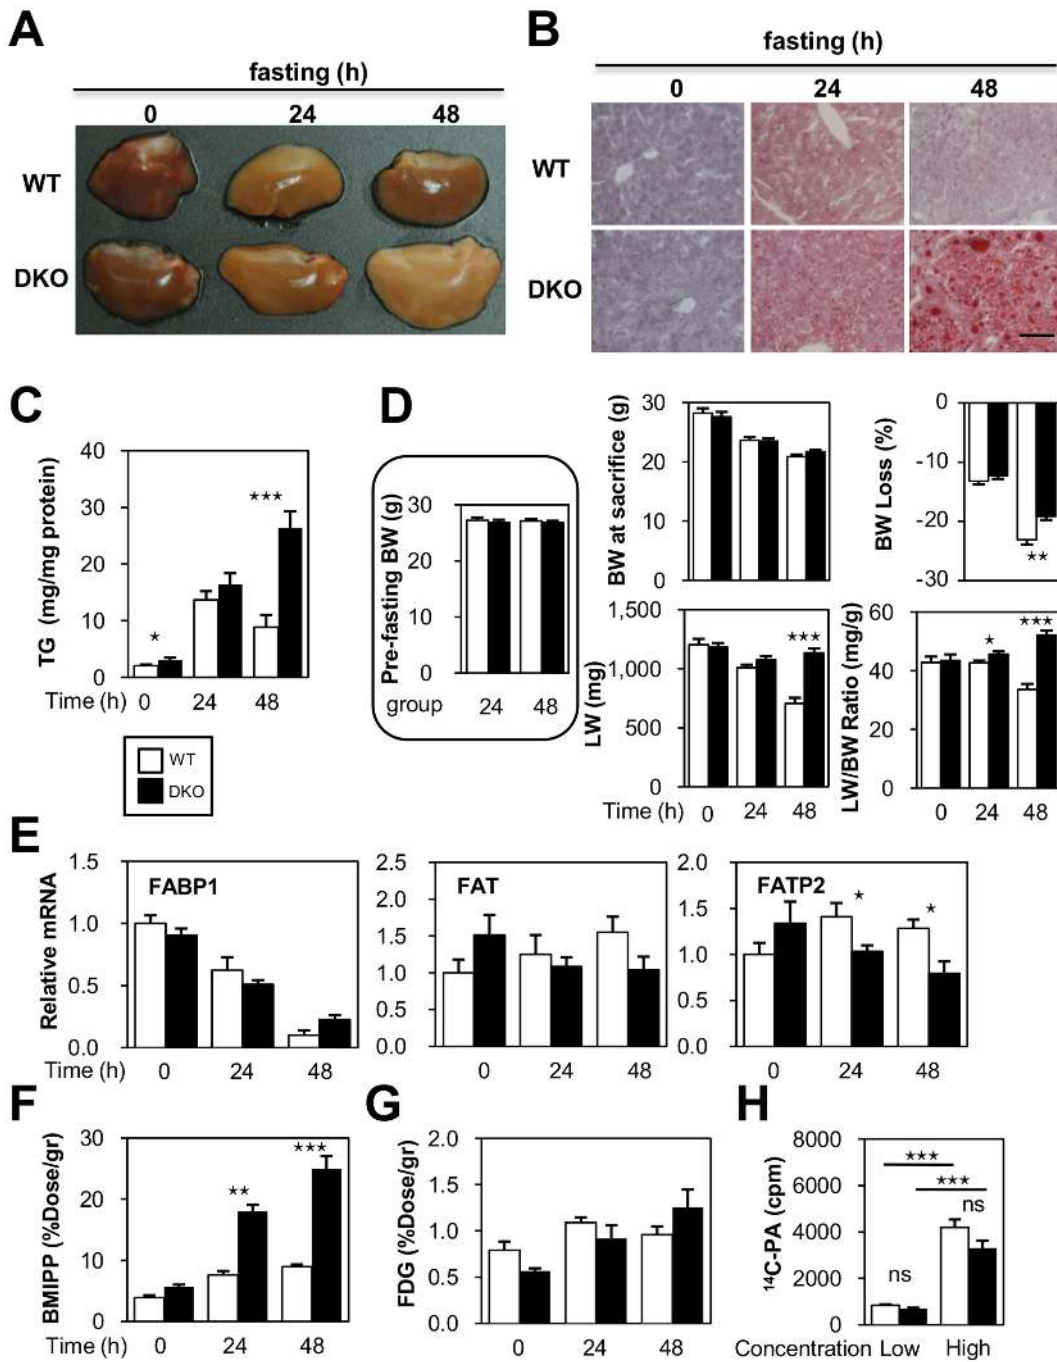 A
fasting (h)
0 24 48
WT
DKO
B
fasting (h)
0 24 48
WT
DKO
C
TG (mg/mg protein)
40
30
20
10
0
★
★★★
Time (h) 0 24 48
WT
DKO
D
Pre-fasting BW (g)
30
20
10
0
group 24 48
BW at sacrifice (g)
30
20
10
0
BW Loss (%)
0
-10
-20
-30
★★
LW (mg)
1,500
1,000
500
0
★★★
Time (h) 0 24 48
LW/BW Ratio (mg/g)
60
40
20
0
★
★★★
0 24 48
E
Relative mRNA
FABP1
1.5
1.0
0.5
0.0
Time (h) 0 24 48
FAT
2.5
2.0
1.5
1.0
0.5
0.0
0 24 48
FATP2
2.0
1.5
1.0
0.5
0.0
★
★
0 24 48
F
BMIPP (%Dose/gr)
30
20
10
0
★★
★★★
Time (h) 0 24 48
G
FDG (%Dose/gr)
2.0
1.5
1.0
0.5
0.0
0 24 48
H
¹⁴C-PA (cpm)
8000
6000
4000
2000
0
★★★
★★★
ns
ns
Concentration Low High